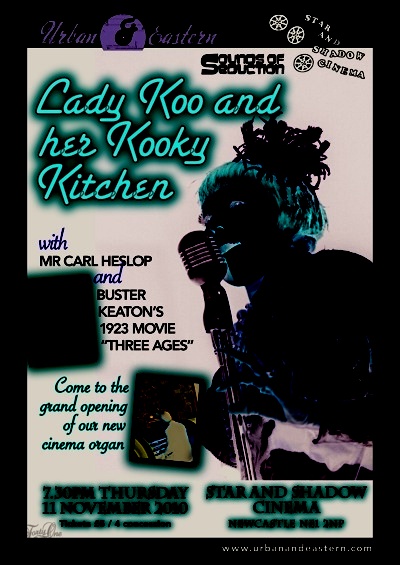 Urban Eastern
STAR AND SHADOW CINEMA
Sounds of Seduction
Lady Koo and
her Kooky
Kitchen
with
MR CARL HESLOP
and
BUSTER
KEATON'S
1923 MOVIE
"THREE AGES"
Come to the
grand opening
of our new
cinema organ
7.30PM THURSDAY
11 NOVEMBER 2010
STAR AND SHADOW
CINEMA
NEWCASTLE NE1 2NP
www.urbanandeastern.com